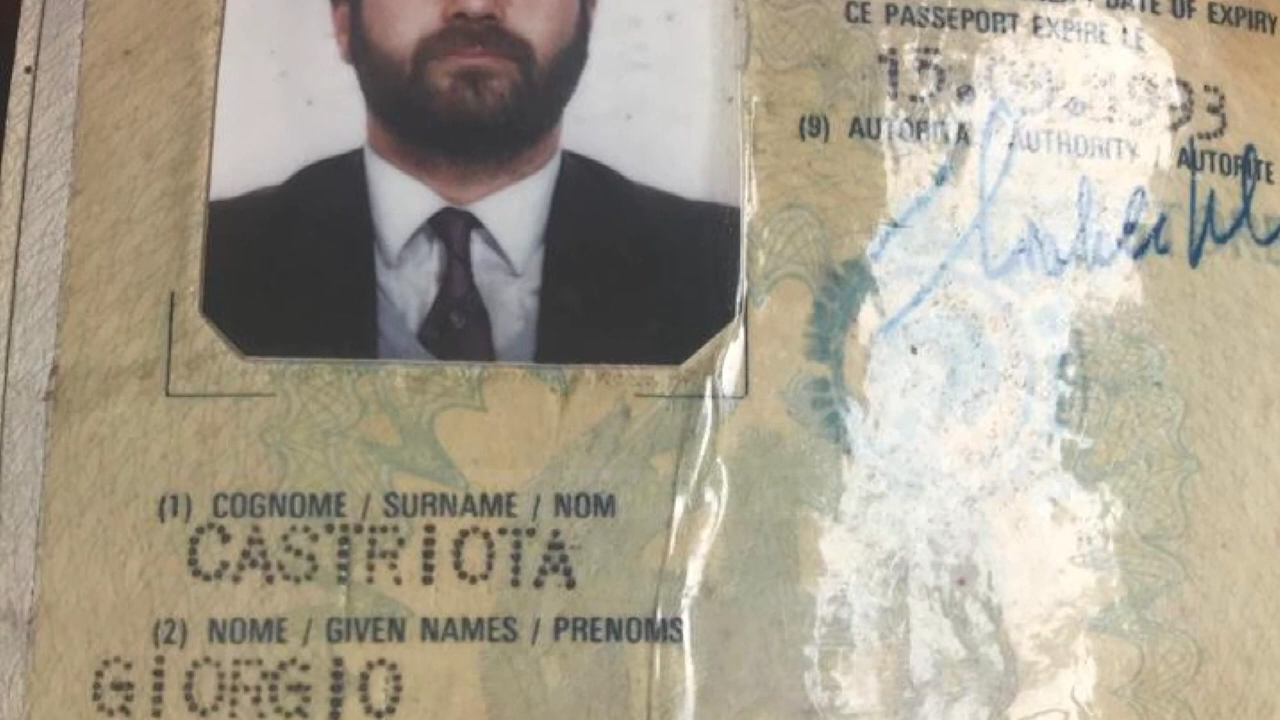 DATE OF EXPIRY
CE PASSEPORT EXPIRE LE
(9) AUTORITA AUTHORITY AUTORITE
(1) COGNOME / SURNAME / NOM
CASTRIOTA
(2) NOME / GIVEN NAMES / PRENOMS
GIORGIO